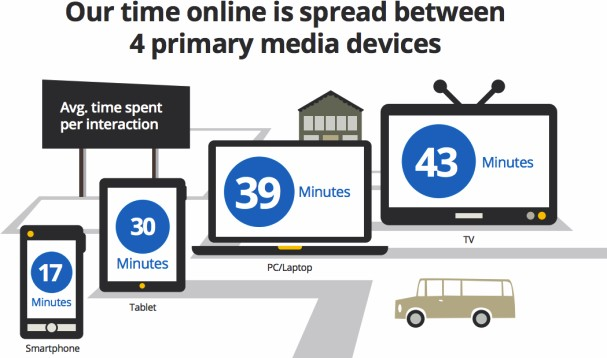 Our time online is spread between
4 primary media devices
Avg. time spent
per interaction
17
Minutes
Smartphone
30
Minutes
Tablet
39 Minutes
PC/Laptop
43 Minutes
TV